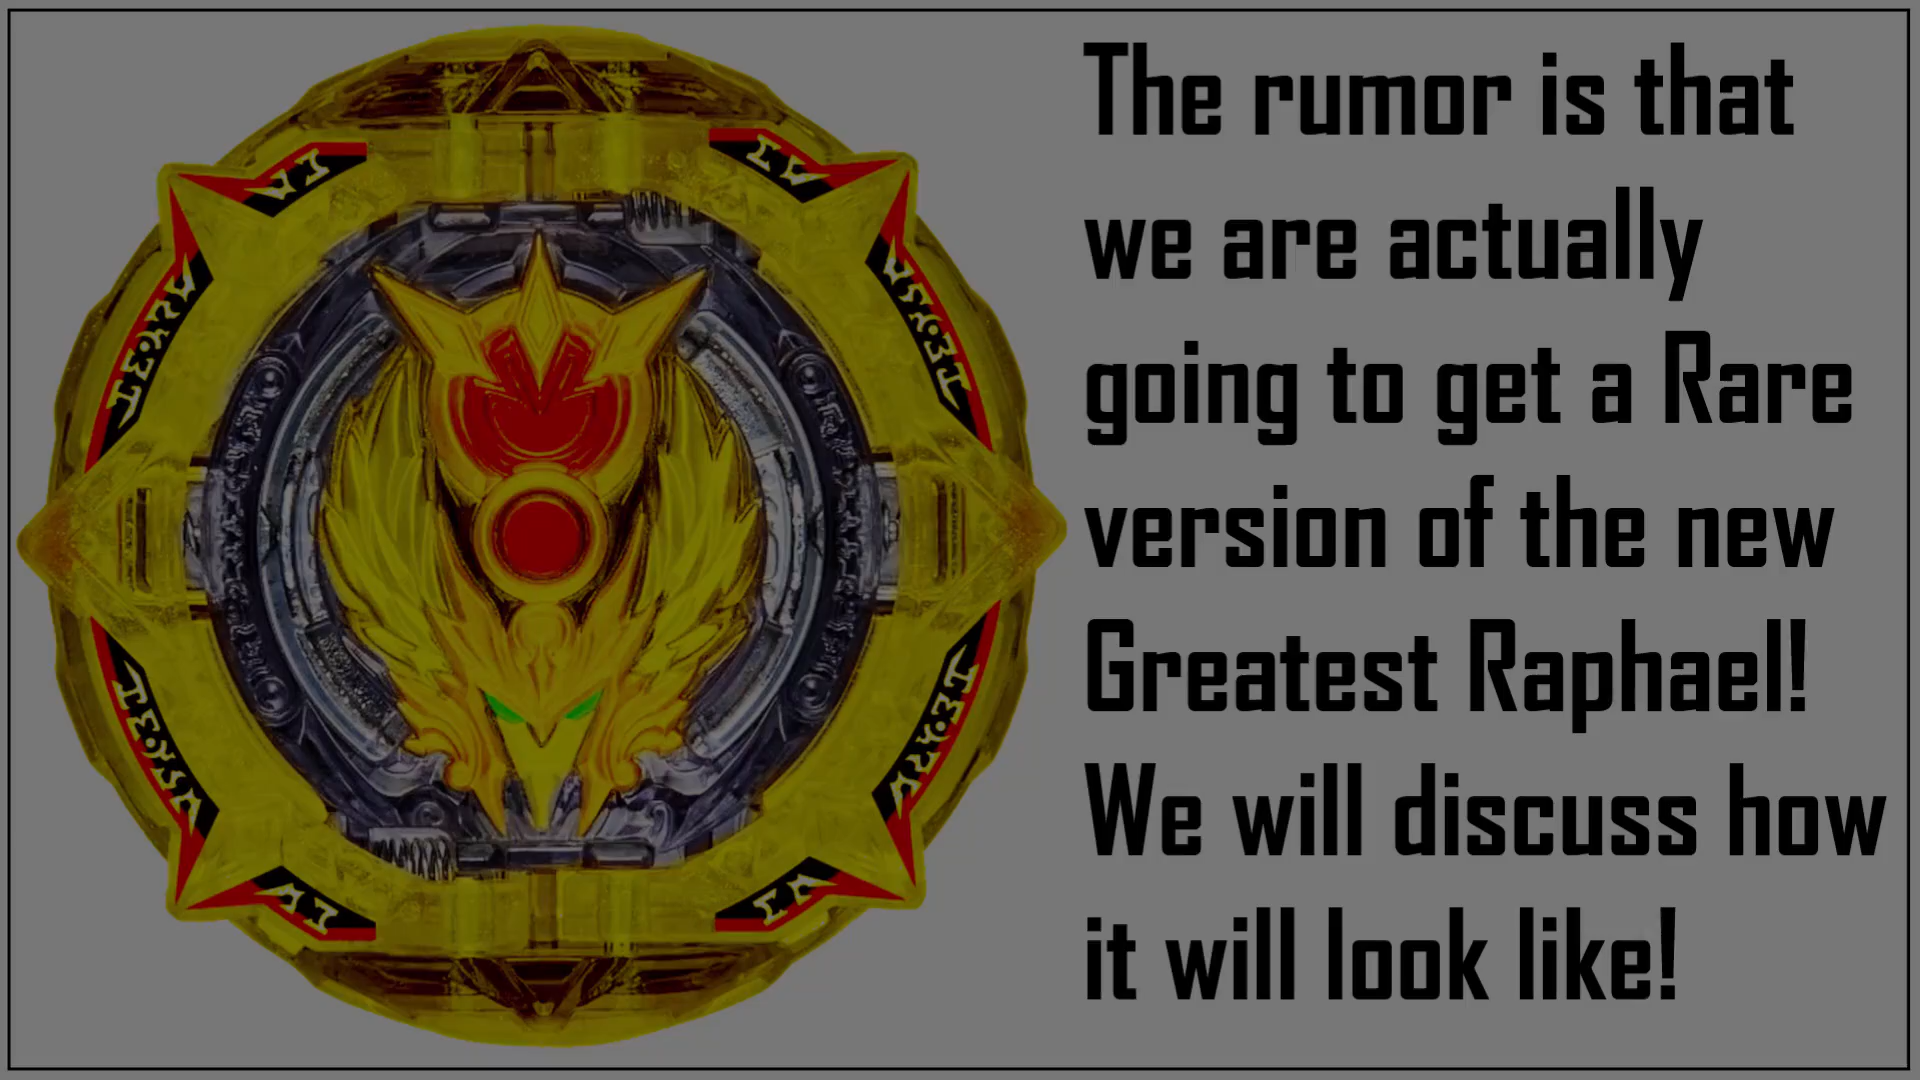 The rumor is that
we are actually
going to get a Rare
version of the new
Greatest Raphael!
We will discuss how
it will look like!